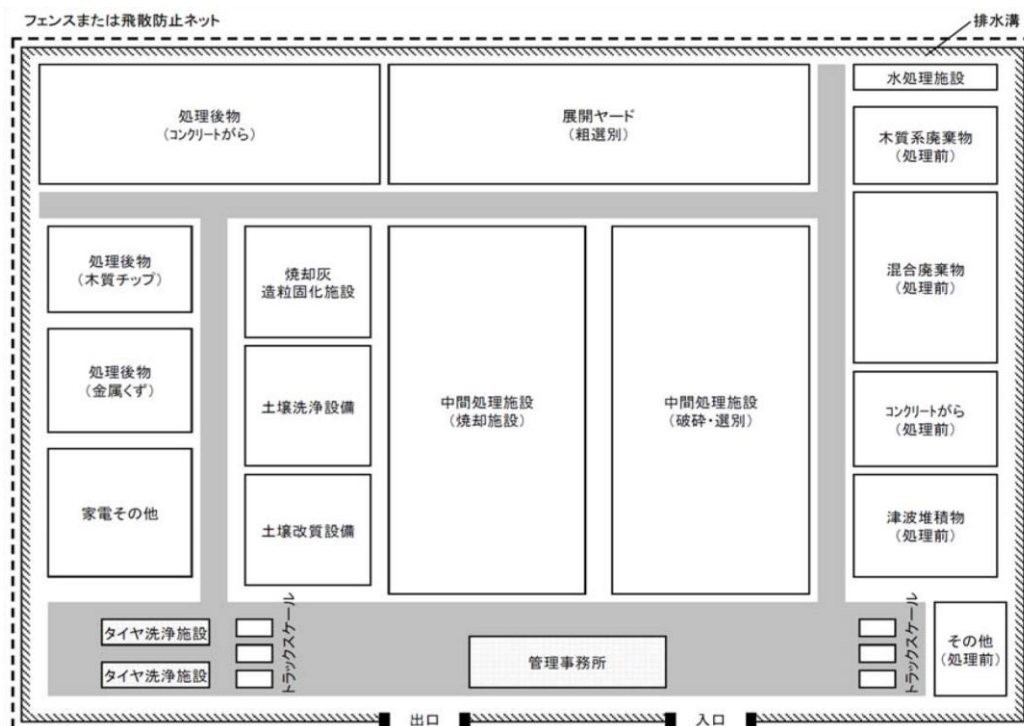 フェンスまたは飛散防止ネット
排水溝
処理後物
(コンクリートがら)
展開ヤード
(粗選別)
水処理施設
木質系廃棄物
(処理前)
混合廃棄物
(処理前)
コンクリートがら
(処理前)
津波堆積物
(処理前)
処理後物
(木質チップ)
処理後物
(金属くず)
家電その他
焼却灰
造粒固化施設
土壌洗浄設備
土壌改質設備
中間処理施設
(焼却施設)
中間処理施設
(破砕・選別)
タイヤ洗浄施設
タイヤ洗浄施設
トラックスケール
管理事務所
トラックスケール
その他
(処理前)
出口
入口